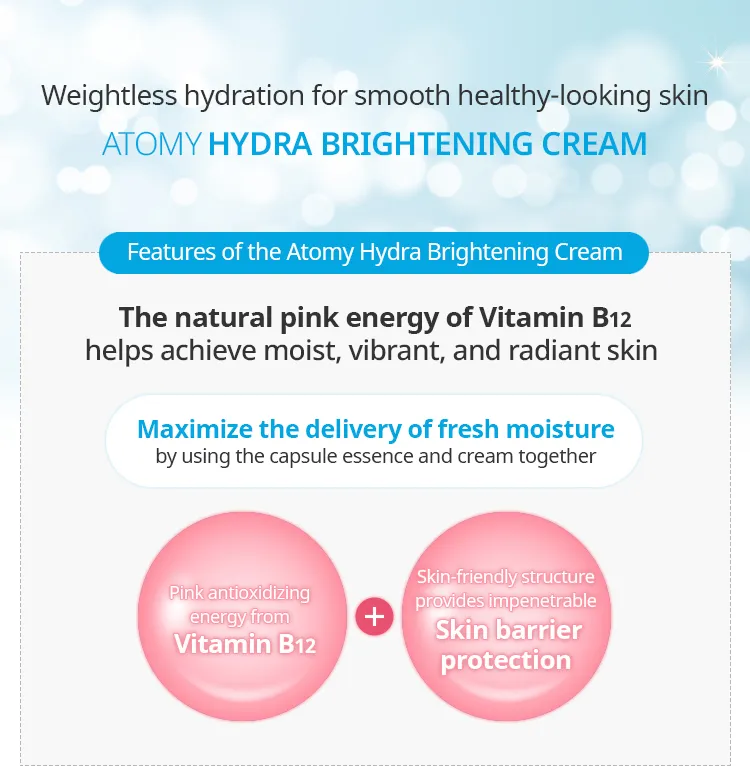 Weightless hydration for smooth healthy-looking skin
ATOMY HYDRA BRIGHTENING CREAM
Features of the Atomy Hydra Brightening Cream
The natural pink energy of Vitamin B12
helps achieve moist, vibrant, and radiant skin
Maximize the delivery of fresh moisture
by using the capsule essence and cream together
Pink antioxidizing
energy from
Vitamin B12
+
Skin-friendly structure
provides impenetrable
Skin barrier
protection